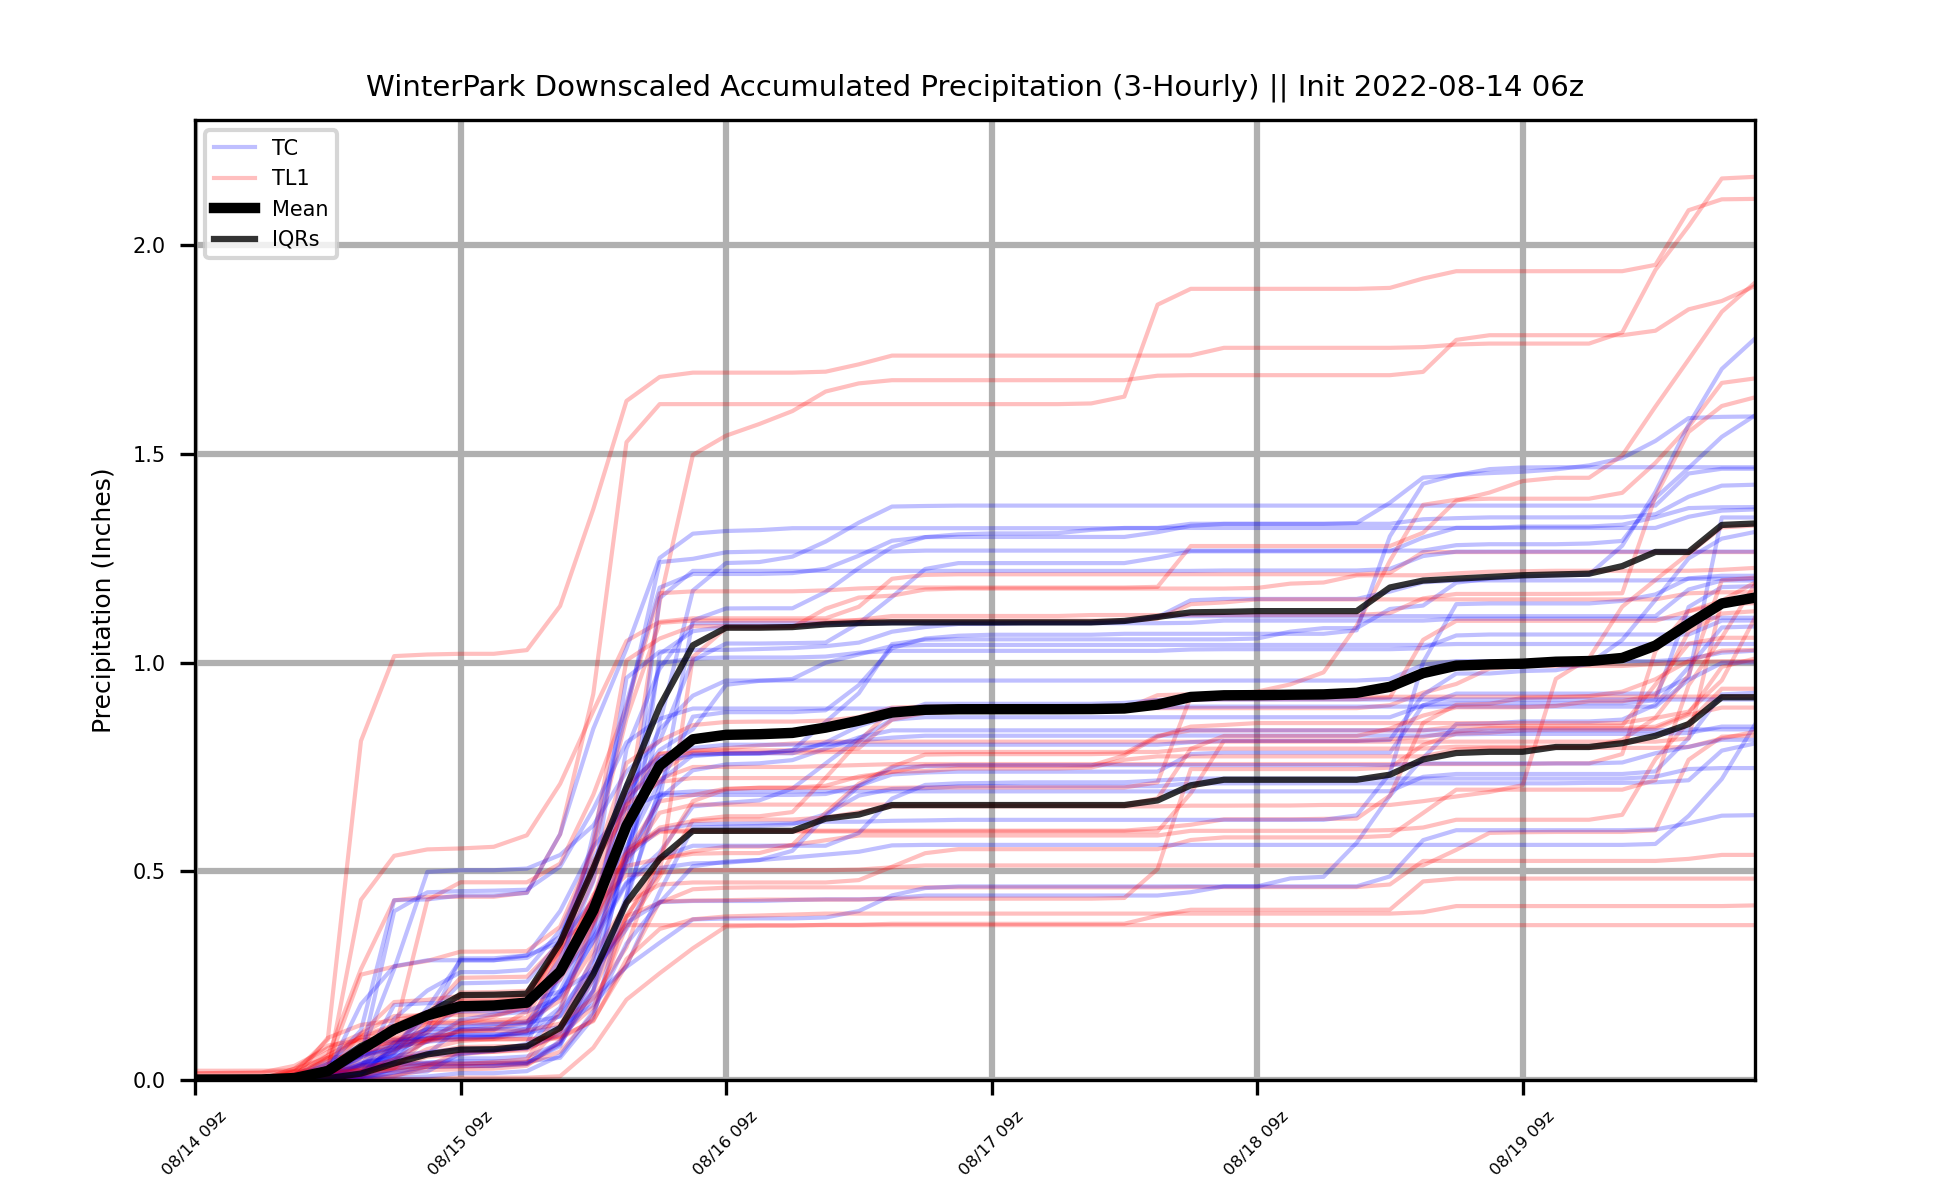 WinterPark Downscaled Accumulated Precipitation (3-Hourly) || Init 2022-08-14 06z
TC
TL1
Mean
IQRs
Precipitation (Inches)
2.0
1.5
1.0
0.5
0.0
08/14 09z
08/15 09z
08/16 09z
08/17 09z
08/18 09z
08/19 09z